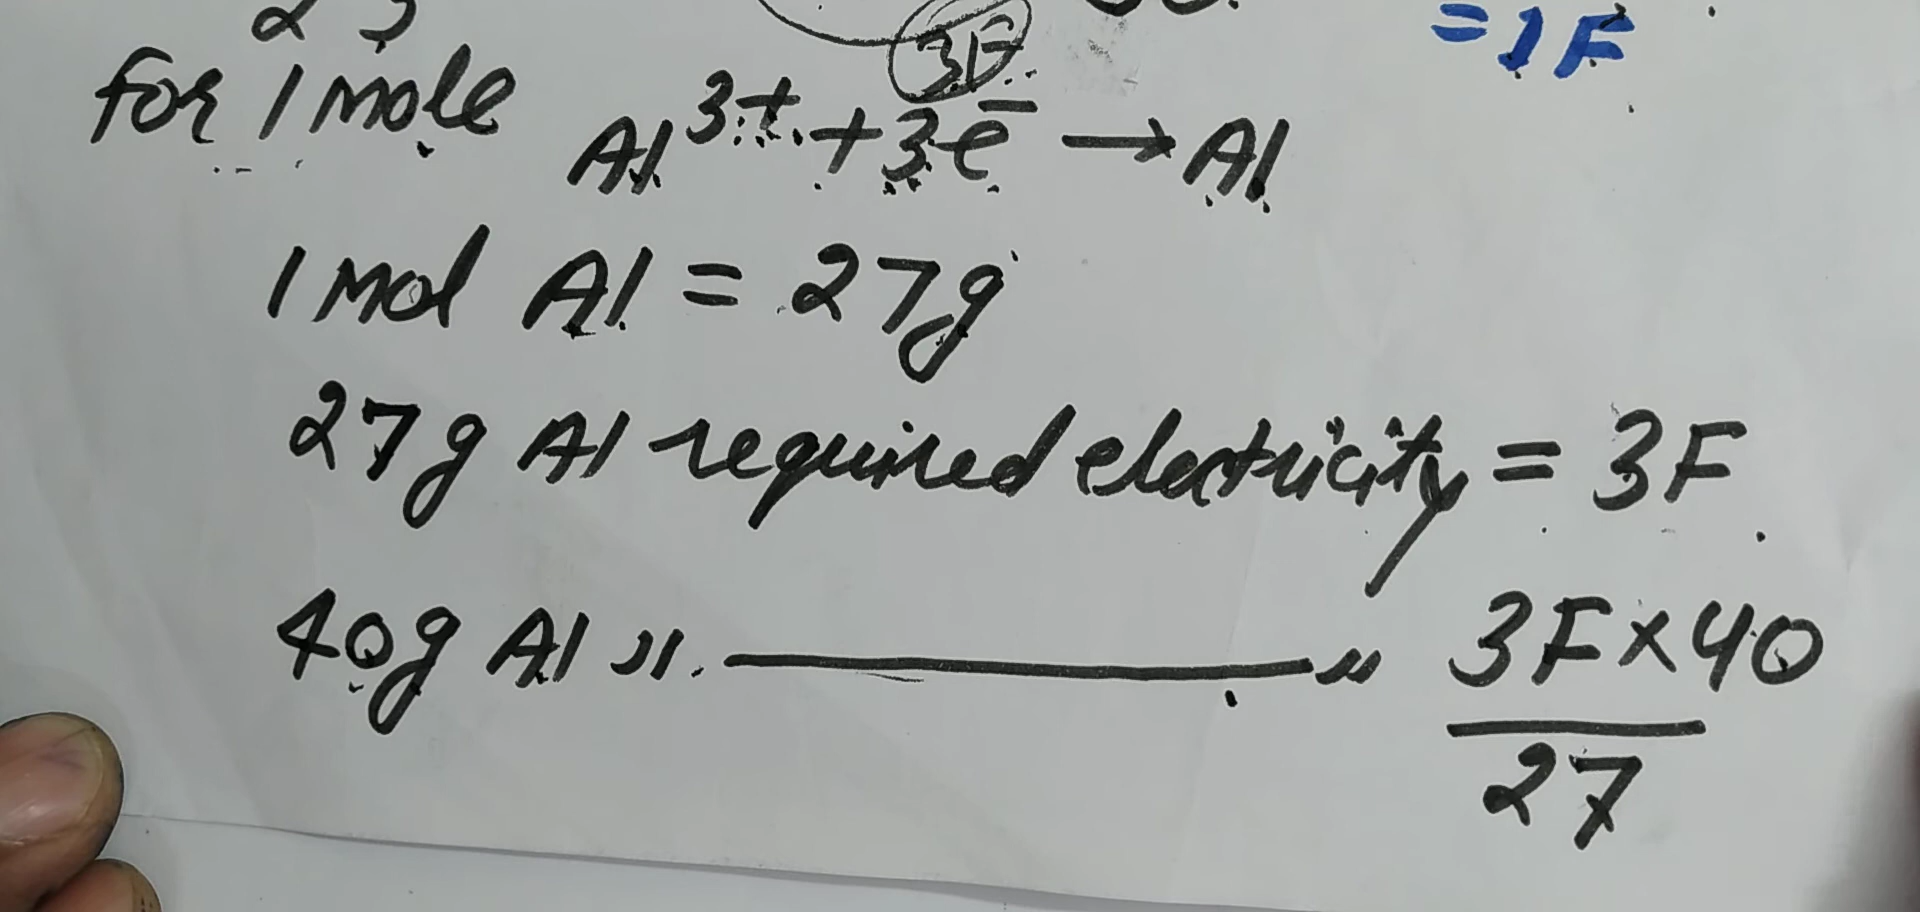 = 1F
3F
for 1 mole Al³⁺ + 3e⁻ → Al
1 mol Al = 27g
27g Al required electricity = 3F
40g Al ,, ———— ,, 3F×40
27